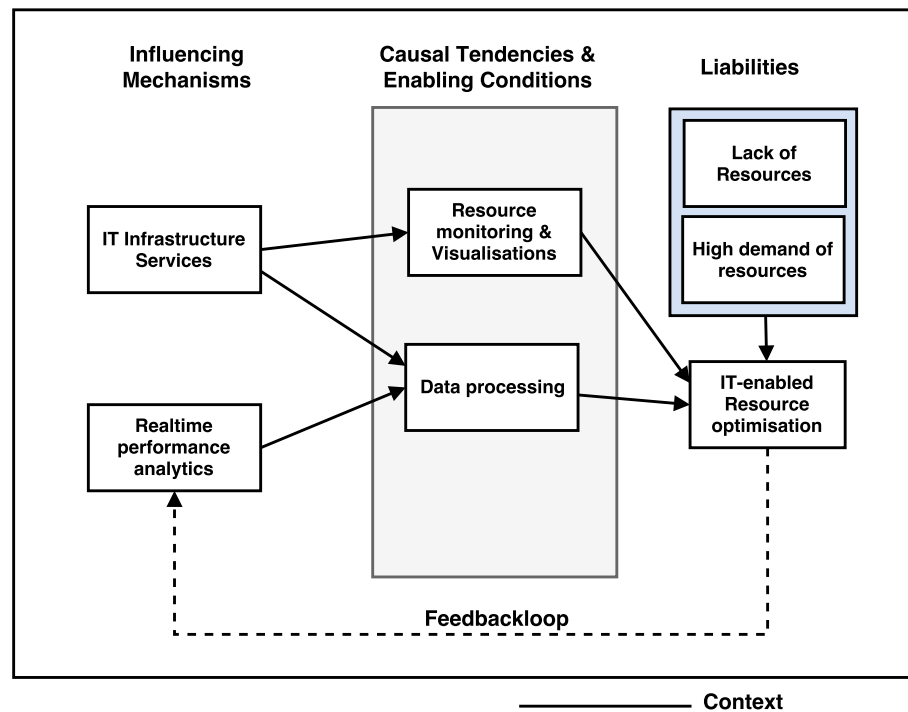 Influencing
Mechanisms
Causal Tendencies &
Enabling Conditions
Liabilities
Lack of
Resources
High demand of
resources
IT Infrastructure
Services
Resource
monitoring &
Visualisations
Data processing
Realtime
performance
analytics
IT-enabled
Resource
optimisation
Feedbackloop
Context